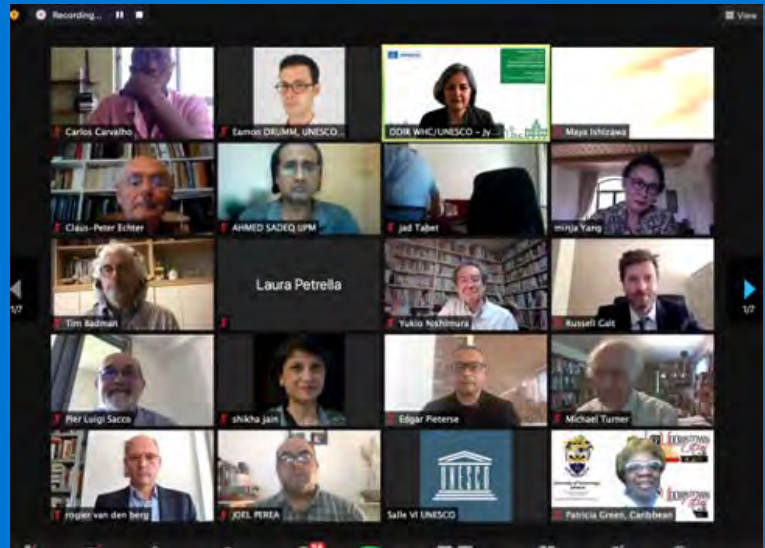 Recording...
View
Carlos Carvalho
Eamon DRUMM, UNESCO...
DDIR WHC/UNESCO – Jy...
Maya Ishizawa
Claus-Peter Echter
AHMED SADEQ UPM
Jad Tabet
minja Yang
Tim Badman
Laura Petrella
Yukio Nishimura
Russell Galt
1/7
1/7
Pier Luigi Sacco
shikha jain
Edgar Pieterse
Michael Turner
rogier van den berg
JOEL PEREA
UNESCO
Salle VI UNESCO
DOWNTOWN
Patricia Green, Caribbean